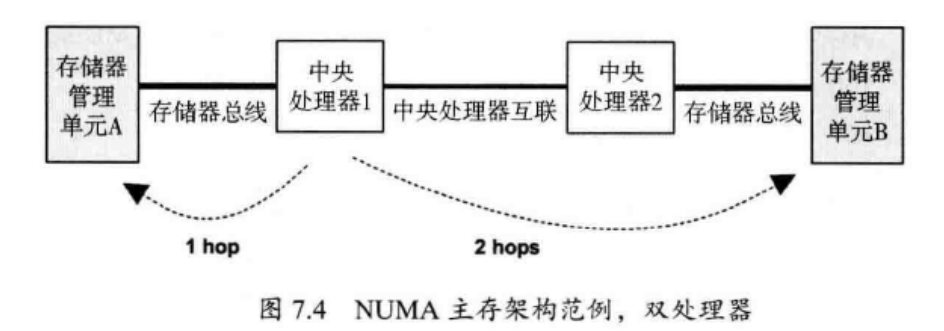 存储器
管理
单元A
存储器总线
中央
处理器1
中央处理器互联
中央
处理器2
存储器总线
存储器
管理
单元B
1 hop
2 hops
图 7.4 NUMA 主存架构范例，双处理器